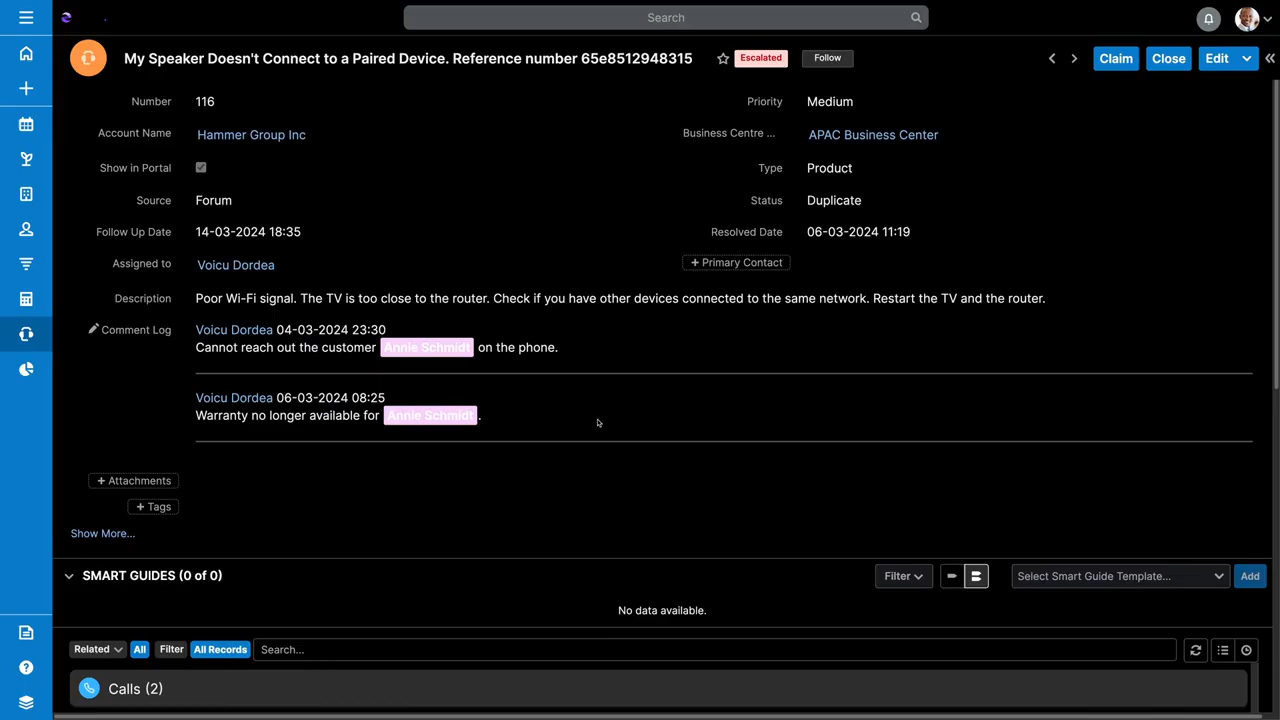 Search
My Speaker Doesn't Connect to a Paired Device. Reference number 65e8512948315
Escalated
Follow
Claim
Close
Edit
Number 116
Priority Medium
Account Name Hammer Group Inc
Business Centre ... APAC Business Center
Show in Portal
Type Product
Source Forum
Status Duplicate
Follow Up Date 14-03-2024 18:35
Resolved Date 06-03-2024 11:19
Assigned to Voicu Dordea
+ Primary Contact
Description Poor Wi-Fi signal. The TV is too close to the router. Check if you have other devices connected to the same network. Restart the TV and the router.
Comment Log Voicu Dordea 04-03-2024 23:30
Cannot reach out the customer Annie Schmidt on the phone.
Voicu Dordea 06-03-2024 08:25
Warranty no longer available for Annie Schmidt.
+ Attachments
+ Tags
Show More...
SMART GUIDES (0 of 0)
Filter
Select Smart Guide Template...
Add
No data available.
Related All Filter All Records Search...
Calls (2)